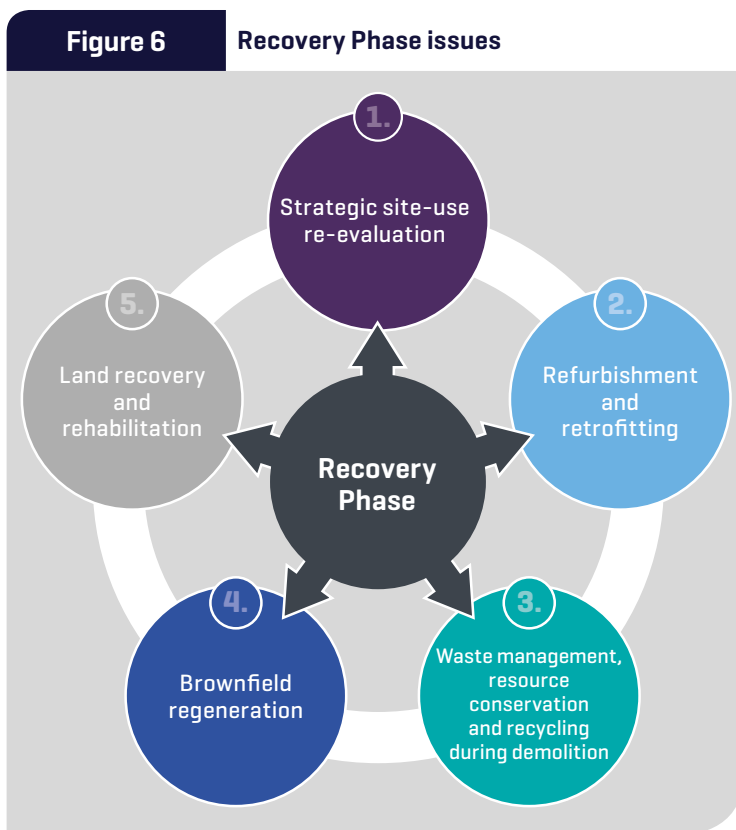 Figure 6
Recovery Phase issues
1.
Strategic site-use
re-evaluation
2.
Refurbishment
and
retrofitting
3.
Waste management,
resource
conservation
and recycling
during demolition
4.
Brownfield
regeneration
5.
Land recovery
and
rehabilitation
Recovery
Phase